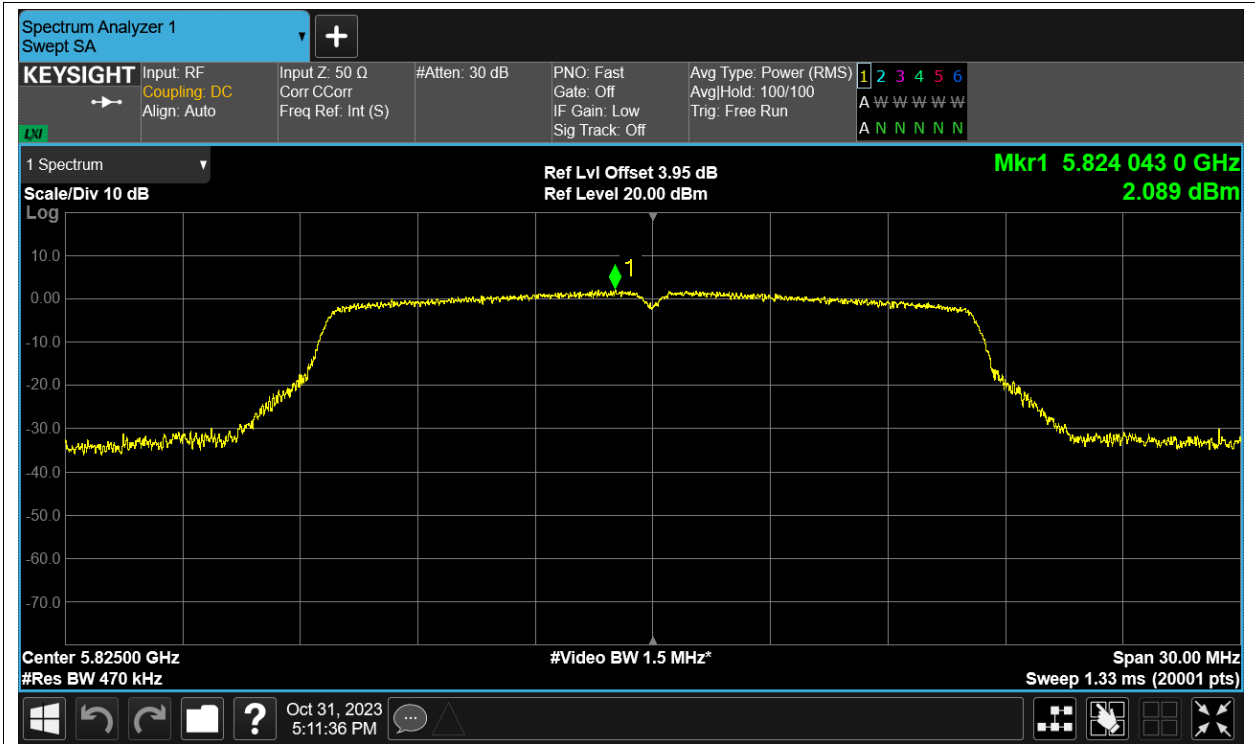 Spectrum Analyzer 1
Swept SA
+
KEYSIGHT
LXI
Input: RF
Coupling: DC
Align: Auto
Input Z: 50 Ω
Corr CCorr
Freq Ref: Int (S)
#Atten: 30 dB
PNO: Fast
Gate: Off
IF Gain: Low
Sig Track: Off
Avg Type: Power (RMS)
Avg|Hold: 100/100
Trig: Free Run
1 2 3 4 5 6
A W W W W W
A N N N N N
1 Spectrum
Scale/Div 10 dB
Log
Ref Lvl Offset 3.95 dB
Ref Level 20.00 dBm
Mkr1 5.824 043 0 GHz
2.089 dBm
1
10.0
0.00
-10.0
-20.0
-30.0
-40.0
-50.0
-60.0
-70.0
Center 5.82500 GHz
#Res BW 470 kHz
#Video BW 1.5 MHz*
Span 30.00 MHz
Sweep 1.33 ms (20001 pts)
?
Oct 31, 2023
5:11:36 PM